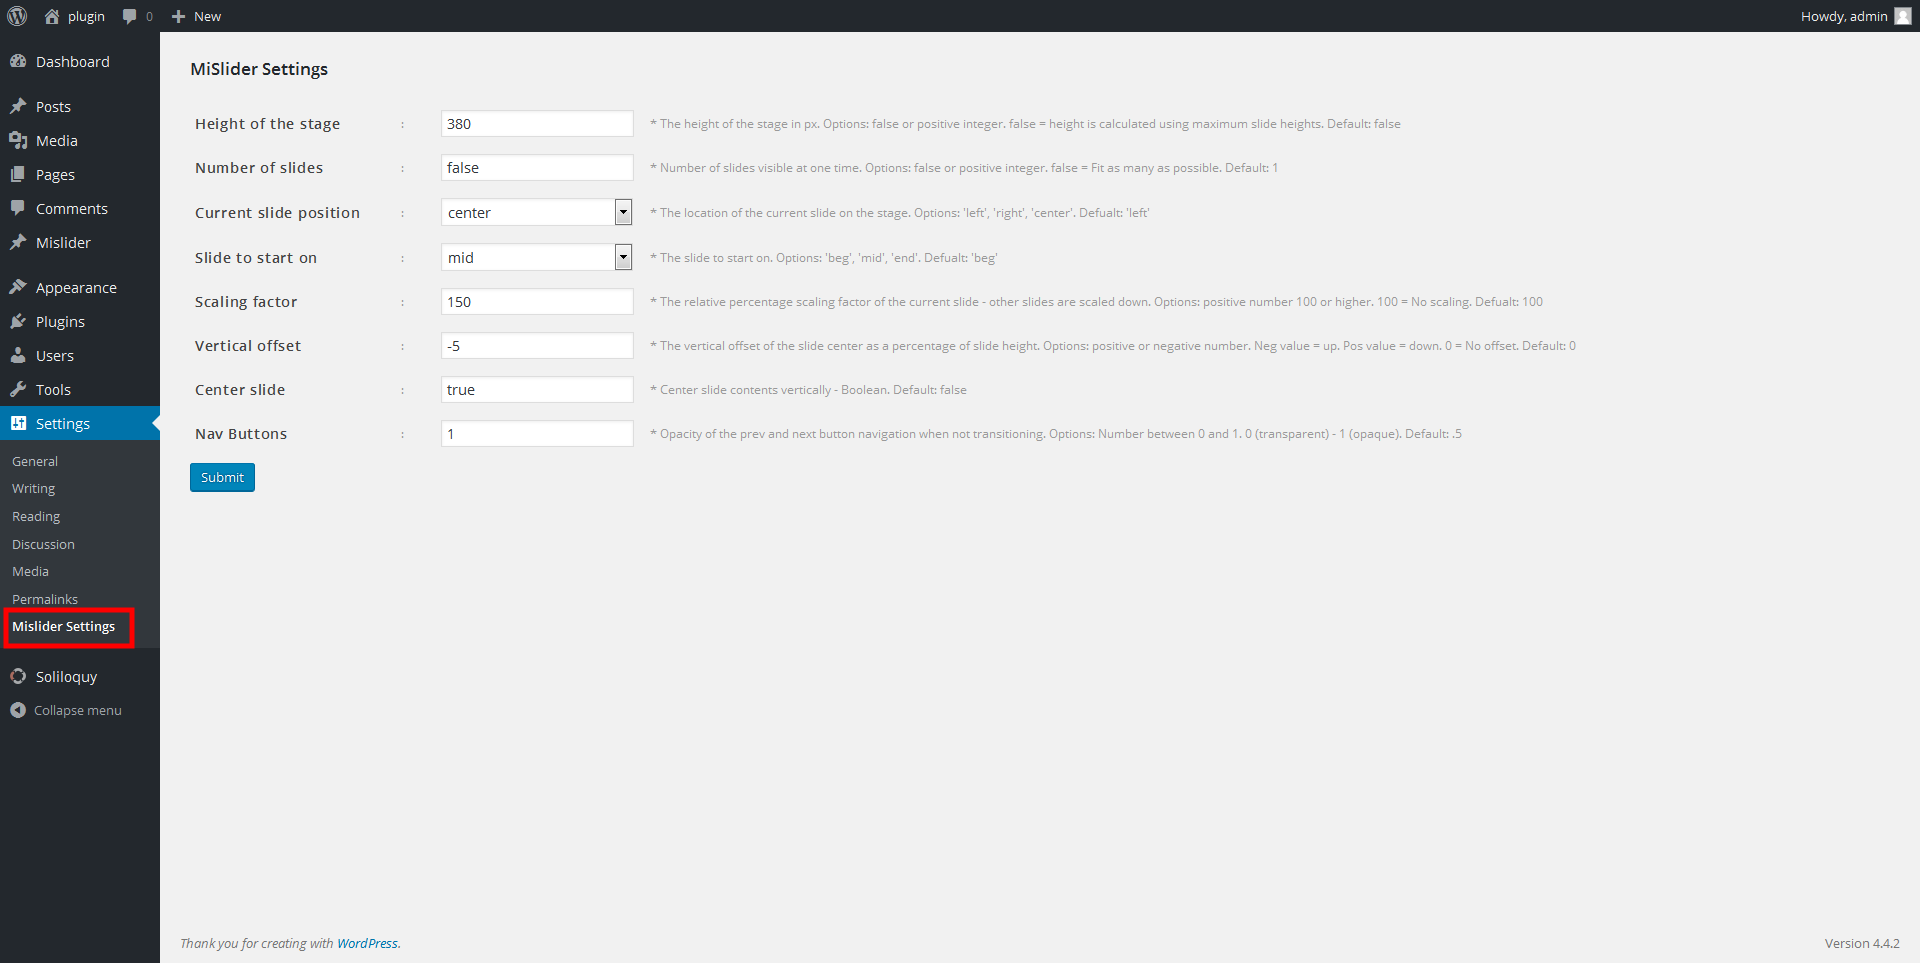 plugin 0 New Howdy, admin
Dashboard
Posts
Media
Pages
Comments
Mislider
Appearance
Plugins
Users
Tools
Settings
General
Writing
Reading
Discussion
Media
Permalinks
Mislider Settings
Soliloquy
Collapse menu
MiSlider Settings
Height of the stage : 380 * The height of the stage in px. Options: false or positive integer. false = height is calculated using maximum slide heights. Default: false
Number of slides : false * Number of slides visible at one time. Options: false or positive integer. false = Fit as many as possible. Default: 1
Current slide position : center * The location of the current slide on the stage. Options: 'left', 'right', 'center'. Defualt: 'left'
Slide to start on : mid * The slide to start on. Options: 'beg', 'mid', 'end'. Defualt: 'beg'
Scaling factor : 150 * The relative percentage scaling factor of the current slide - other slides are scaled down. Options: positive number 100 or higher. 100 = No scaling. Defualt: 100
Vertical offset : -5 * The vertical offset of the slide center as a percentage of slide height. Options: positive or negative number. Neg value = up. Pos value = down. 0 = No offset. Default: 0
Center slide : true * Center slide contents vertically - Boolean. Default: false
Nav Buttons : 1 * Opacity of the prev and next button navigation when not transitioning. Options: Number between 0 and 1. 0 (transparent) - 1 (opaque). Default: .5
Submit
Thank you for creating with WordPress. Version 4.4.2